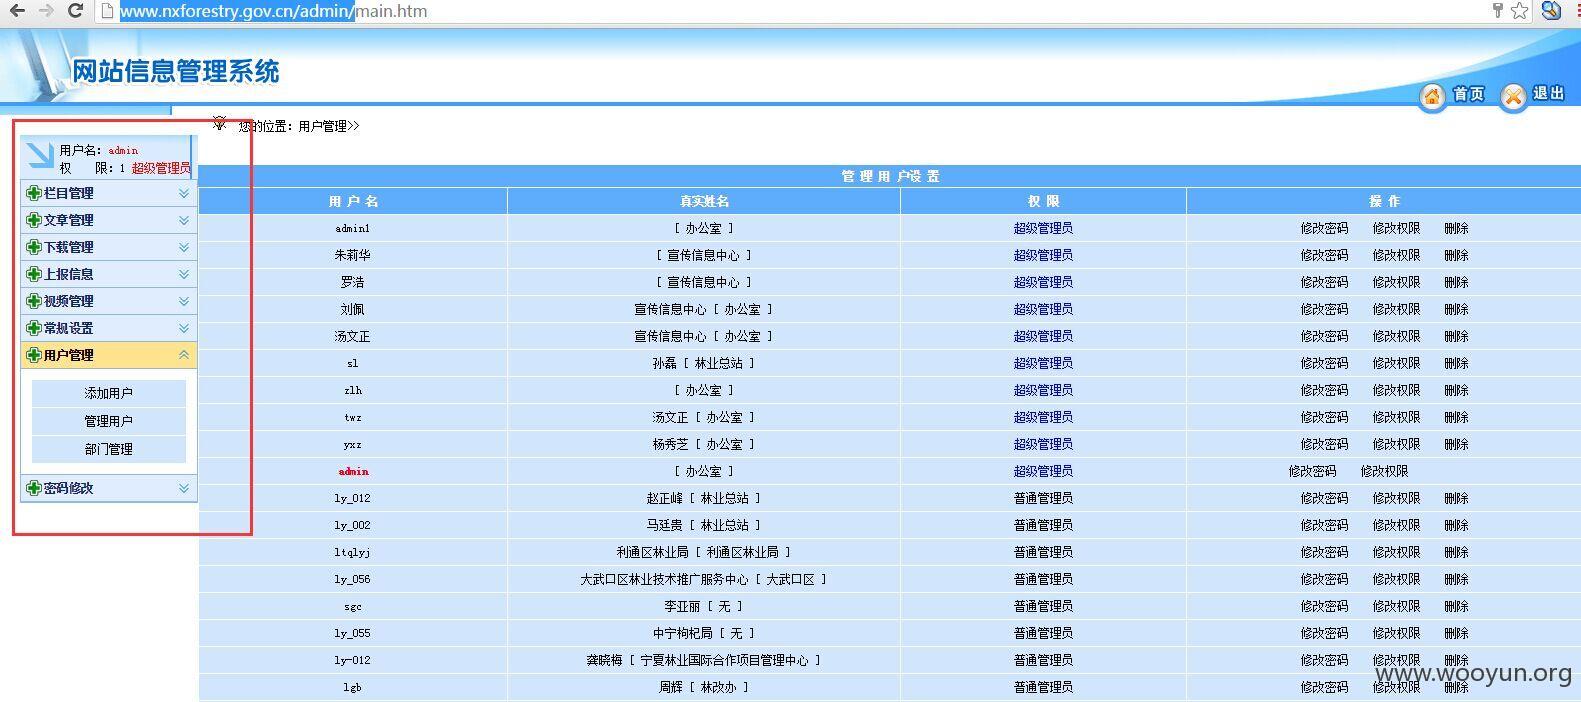 www.nxforestry.gov.cn/admin/main.htm
网站信息管理系统
首页 退出
您的位置：用户管理>>
用户名：admin
权 限：1 超级管理员
栏目管理
文章管理
下载管理
上报信息
视频管理
常规设置
用户管理
添加用户
管理用户
部门管理
密码修改
管 理 用 户 设 置
用 户 名 真实姓名 权 限 操 作
admin1 [ 办公室 ] 超级管理员 修改密码 修改权限 删除
朱莉华 [ 宣传信息中心 ] 超级管理员 修改密码 修改权限 删除
罗浩 [ 宣传信息中心 ] 超级管理员 修改密码 修改权限 删除
刘佩 宣传信息中心 [ 办公室 ] 超级管理员 修改密码 修改权限 删除
汤文正 宣传信息中心 [ 办公室 ] 超级管理员 修改密码 修改权限 删除
sl 孙磊 [ 林业总站 ] 超级管理员 修改密码 修改权限 删除
zlh [ 办公室 ] 超级管理员 修改密码 修改权限 删除
twz 汤文正 [ 办公室 ] 超级管理员 修改密码 修改权限 删除
yxz 杨秀芝 [ 办公室 ] 超级管理员 修改密码 修改权限 删除
admin [ 办公室 ] 超级管理员 修改密码 修改权限
ly_012 赵正峰 [ 林业总站 ] 普通管理员 修改密码 修改权限 删除
ly_002 马廷贵 [ 林业总站 ] 普通管理员 修改密码 修改权限 删除
ltqlyj 利通区林业局 [ 利通区林业局 ] 普通管理员 修改密码 修改权限 删除
ly_056 大武口区林业技术推广服务中心 [ 大武口区 ] 普通管理员 修改密码 修改权限 删除
sgc 李亚丽 [ 无 ] 普通管理员 修改密码 修改权限 删除
ly_055 中宁枸杞局 [ 无 ] 普通管理员 修改密码 修改权限 删除
ly-012 龚晓梅 [ 宁夏林业国际合作项目管理中心 ] 普通管理员 修改密码 修改权限 删除
lgb 周辉 [ 林改办 ] 普通管理员 修改密码 修改权限 删除
www.wooyun.org